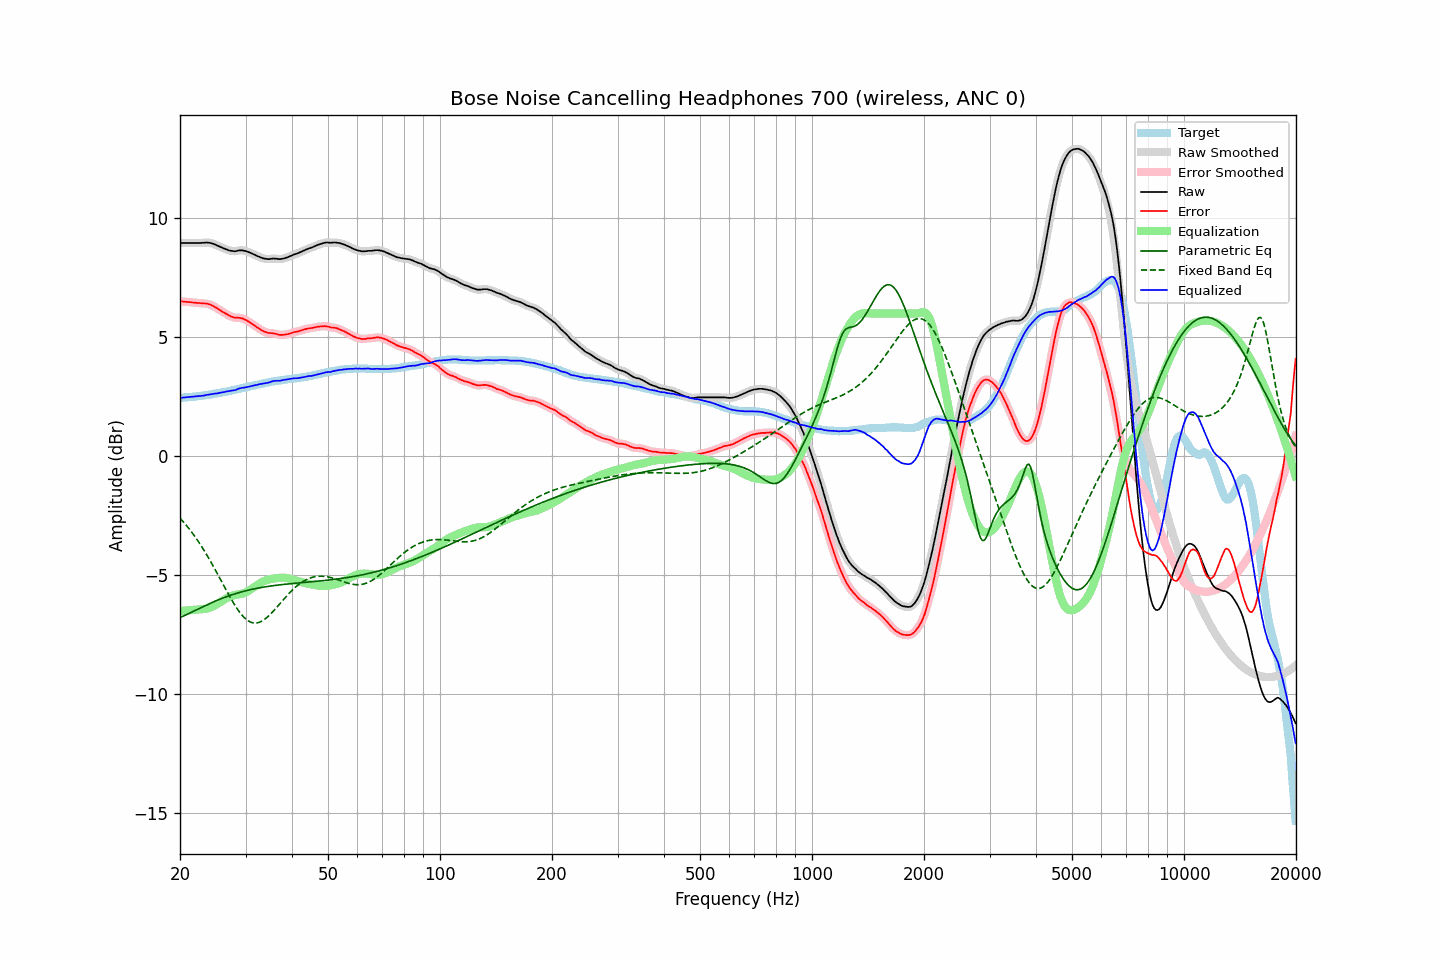 Bose Noise Cancelling Headphones 700 (wireless, ANC 0)
Target
Raw Smoothed
Error Smoothed
Raw
Error
Equalization
Parametric Eq
Fixed Band Eq
Equalized
Amplitude (dBr)
10
5
0
−5
−10
−15
20 50 100 200 500 1000 2000 5000 10000 20000
Frequency (Hz)